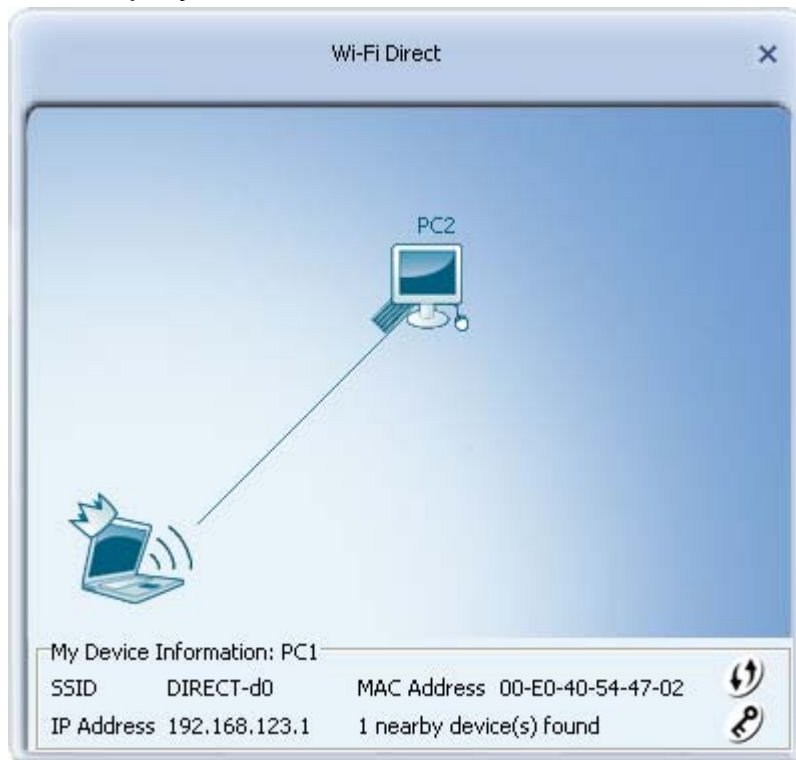 Wi-Fi Direct
PC2
My Device Information: PC1
SSID DIRECT-d0 MAC Address 00-E0-40-54-47-02
IP Address 192.168.123.1 1 nearby device(s) found